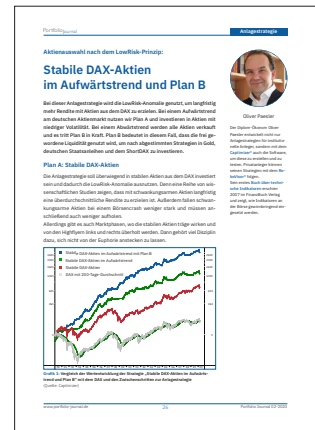 Portfoliojournal
Anlagestrategie
Aktienauswahl nach dem LowRisk-Prinzip:
Stabile DAX-Aktien
im Aufwärtstrend und Plan B
Bei dieser Anlagestrategie wird die LowRisk-Anomalie genutzt, um langfristig
mehr Rendite mit Aktien aus dem DAX zu erzielen. Bei einem Aufwärtstrend
am deutschen Aktienmarkt nutzen wir Plan A und investieren in Aktien mit
niedriger Volatilität. Bei einem Abwärtstrend werden alle Aktien verkauft
und es tritt Plan B in Kraft. Plan B bedeutet in diesem Fall, dass die frei ge-
wordene Liquidität genutzt wird, um nach abgestimmten Strategien in Gold,
deutschen Staatsanleihen und dem ShortDAX zu investieren.
Plan A: Stabile DAX-Aktien
Die Anlagestrategie soll überwiegend in stabilen Aktien aus dem DAX investiert
sein und dadurch die LowRisk-Anomalie ausnutzen. Denn eine Reihe von wis-
senschaftlichen Studien zeigen, dass mit schwankungsarmen Aktien langfristig
eine überdurchschnittliche Rendite zu erzielen ist. Außerdem fallen schwan-
kungsarme Aktien bei einem Börsencrash weniger stark und müssen an-
schließend auch weniger aufholen.
Allerdings gibt es auch Marktphasen, wo die stabilen Aktien träge wirken und
von den Highflyern links und rechts überholt werden. Dann gehört viel Disziplin
dazu, sich nicht von der Euphorie anstecken zu lassen.
Oliver Paesler
Der Diplom-Ökonom Oliver
Paesler entwickelt nicht nur
Anlagestrategien für institutio-
nelle Anleger, sondern mit dem
Captimizer® auch die Software,
um diese zu erstellen und zu
testen. Privatanleger können
seinen Strategien mit dem Ro-
boVisor® folgen.
Sein erstes Buch über techni-
sche Indikatoren erschien
2007 im FinanzBuch Verlag
und zeigt, wie Indikatoren an
der Börse gewinnbringend ein-
gesetzt werden.
Stabile DAX-Aktien im Aufwärtstrend mit Plan B
Stabile DAX-Aktien im Aufwärtstrend
Stabile DAX-Aktien
DAX mit 200-Tage-Durchschnitt
Grafik 1: Vergleich der Wertentwicklung der Strategie „Stabile DAX-Aktien im Aufwärts-
trend und Plan B“ mit dem DAX und den Zwischenschritten zur Anlagestrategie
(Quelle: Captimizer)
www.portfolio-journal.de
24
Portfolio Journal 02-2020